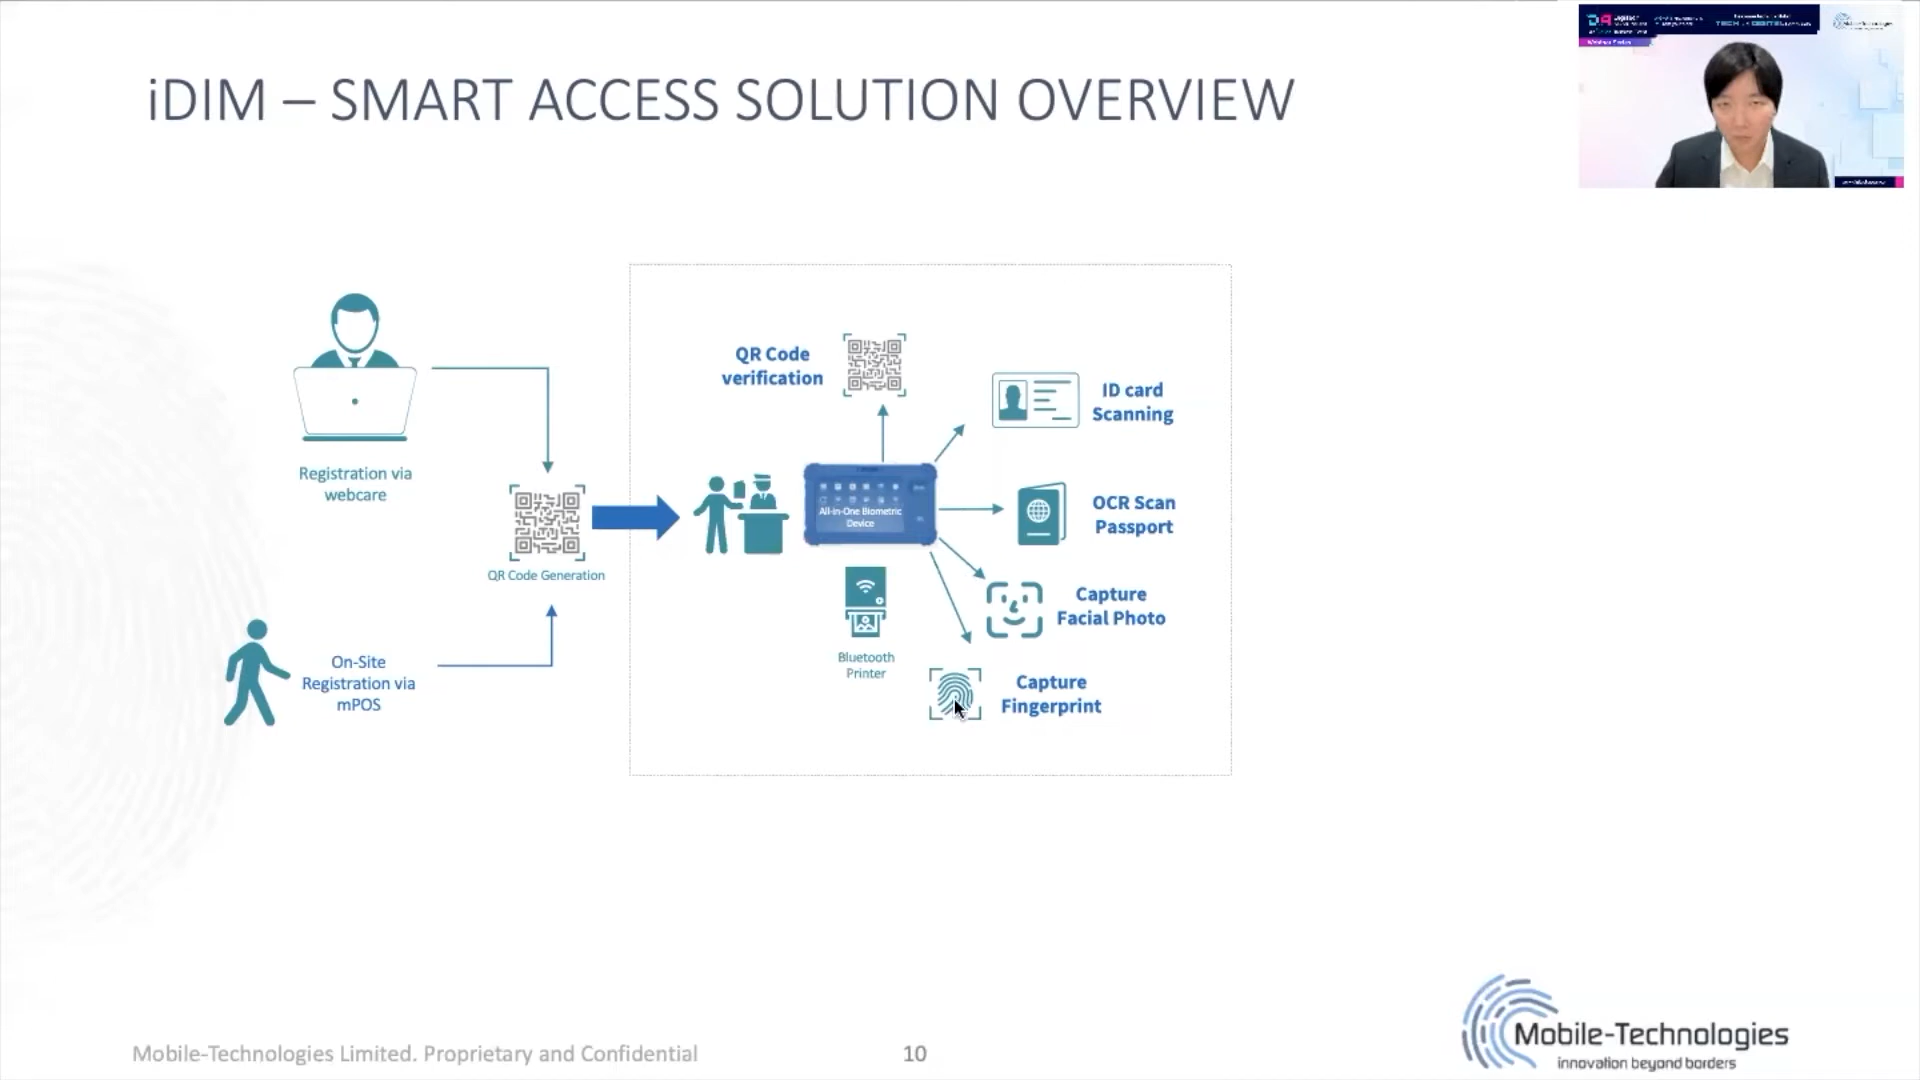 iDIM – SMART ACCESS SOLUTION OVERVIEW
QR Code
verification
ID card
Scanning
Registration via
webcare
All-in-One Biometric
Device
OCR Scan
Passport
QR Code Generation
Capture
Facial Photo
On-Site
Registration via
mPOS
Bluetooth
Printer
Capture
Fingerprint
Mobile-Technologies Limited. Proprietary and Confidential
10
Mobile-Technologies
innovation beyond borders